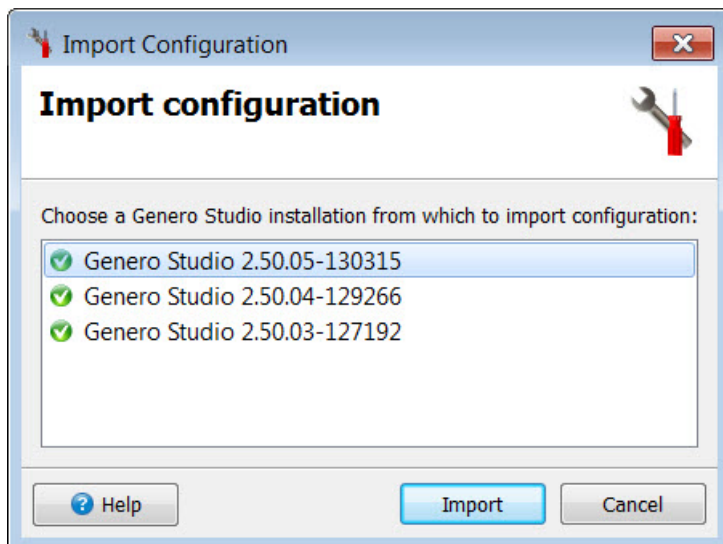 Import Configuration
Import configuration
Choose a Genero Studio installation from which to import configuration:
Genero Studio 2.50.05-130315
Genero Studio 2.50.04-129266
Genero Studio 2.50.03-127192
Help Import Cancel